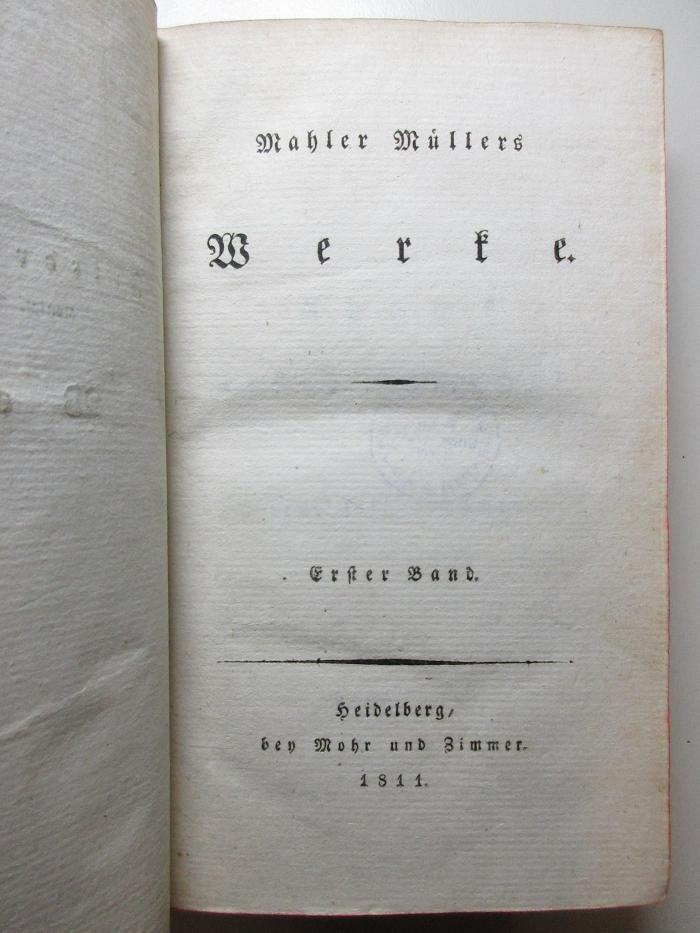 Mahler Müllers
Werke.
Erster Band.
Heidelberg,
bey Mohr und Zimmer.
1811.